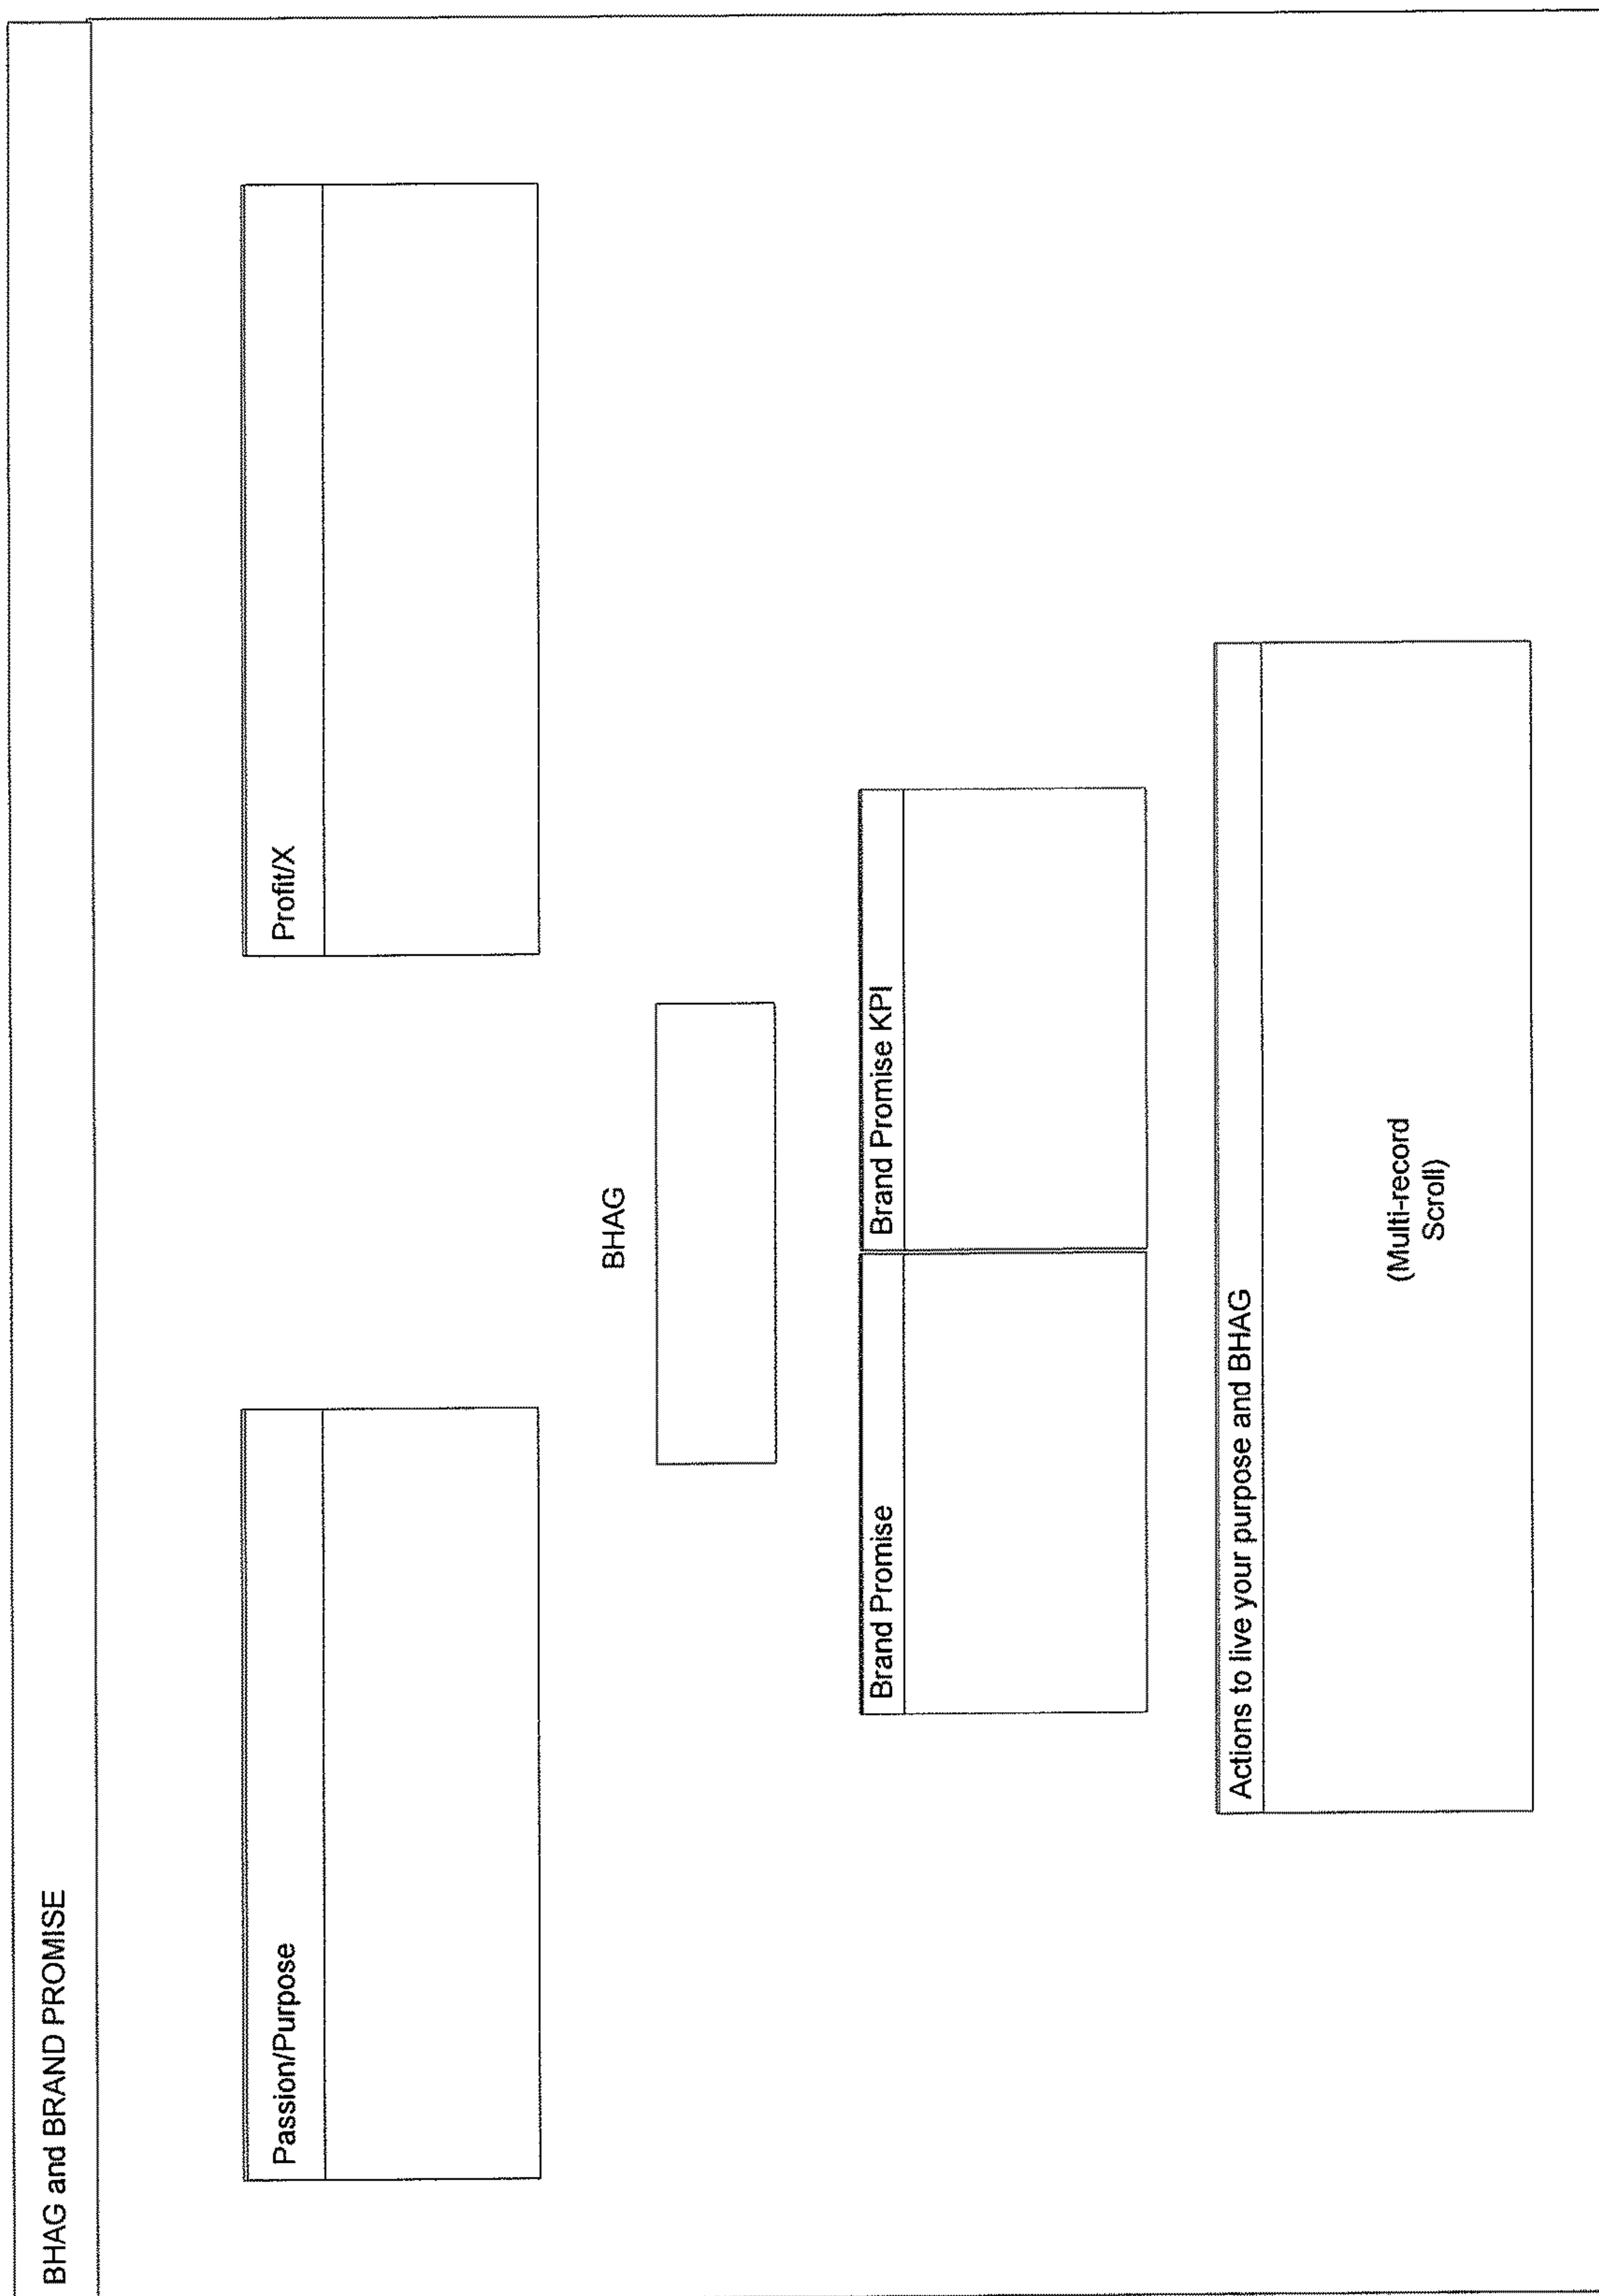 BHAG and BRAND PROMISE
Passion/Purpose
Profit/X
BHAG
Brand Promise
Brand Promise KPI
Actions to live your purpose and BHAG
(Multi-record
Scroll)